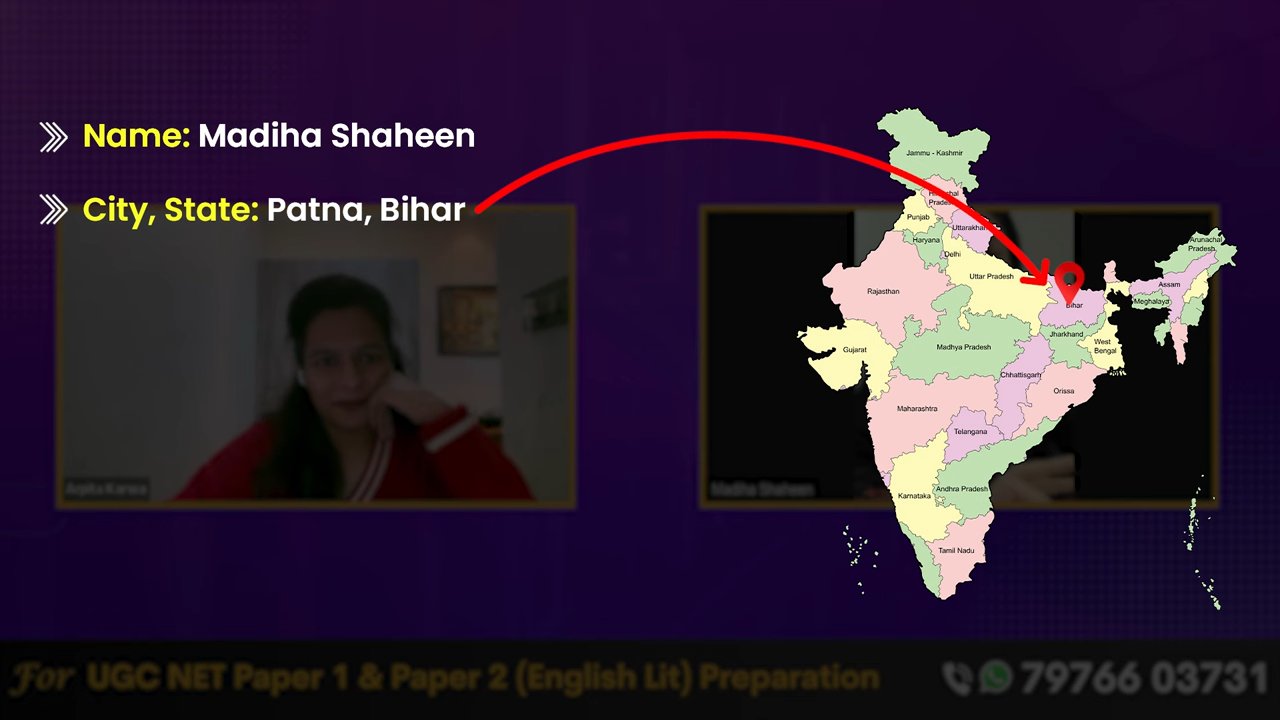 Name: Madiha Shaheen
City, State: Patna, Bihar
Jammu - Kashmir
Himachal
Pradesh
Punjab
Uttarakhand
Haryana
Delhi
Arunachal
Pradesh
Uttar Pradesh
Assam
Rajasthan
Meghalaya
Bihar
Jharkhand
West
Bengal
Gujarat
Madhya Pradesh
Chhattisgarh
Orissa
Maharashtra
Telangana
Arpita Karwa
Madiha Shaheen
Karnataka
Andhra Pradesh
Tamil Nadu
For UGC NET Paper 1 & Paper 2 (English Lit) Preparation
79766 03731